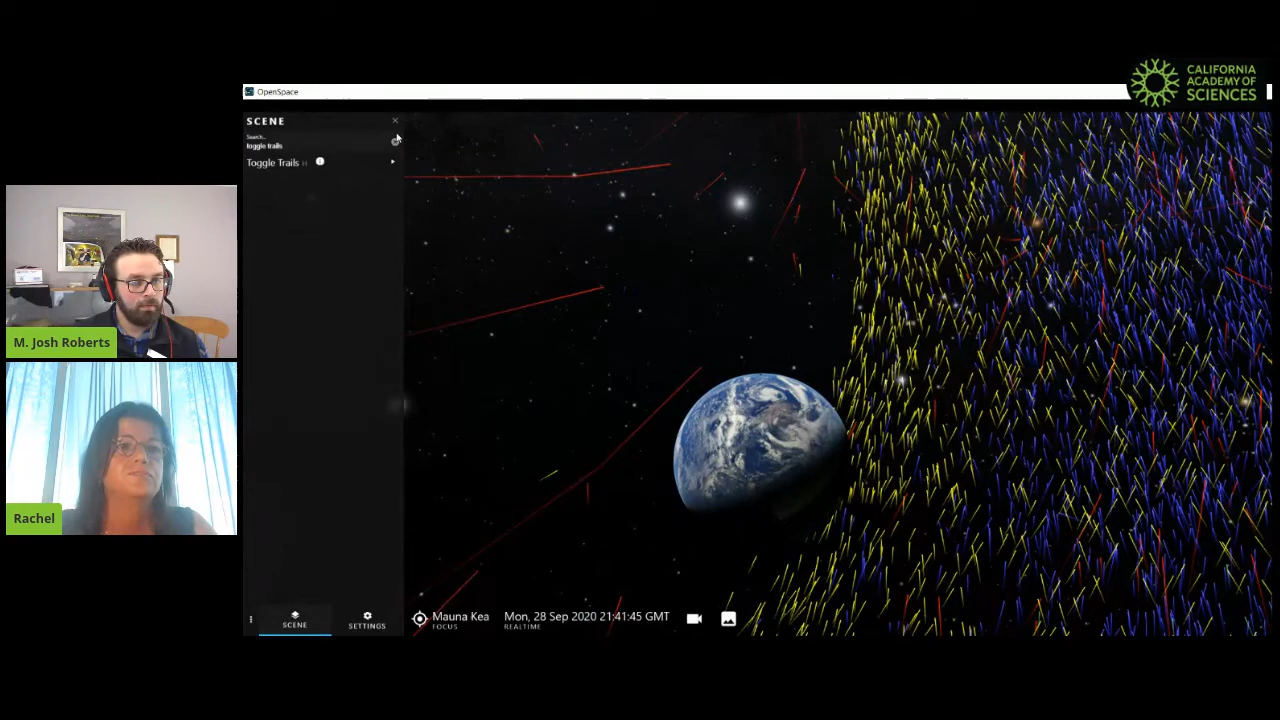 CALIFORNIA
ACADEMY OF
SCIENCES
OpenSpace
SCENE
Search...
toggle trails
Toggle Trails H
M. Josh Roberts
Rachel
SCENE
SETTINGS
Mauna Kea
FOCUS
Mon, 28 Sep 2020 21:41:45 GMT
REALTIME